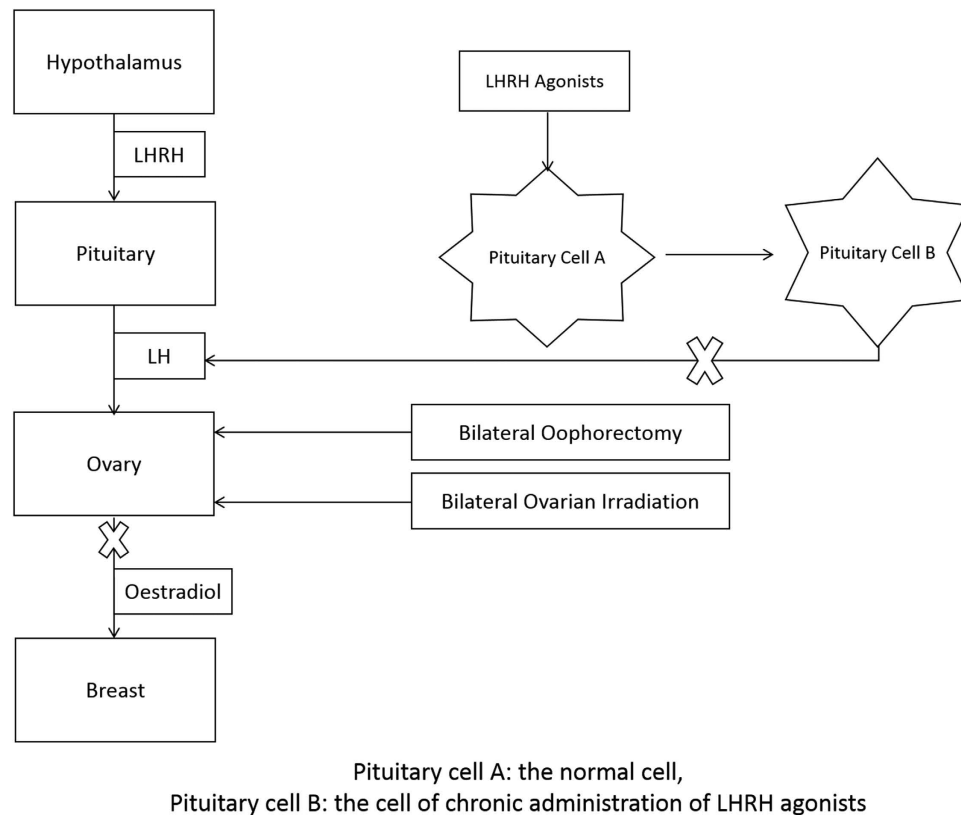 Hypothalamus
LHRH Agonists
LHRH
Pituitary
Pituitary Cell A
Pituitary Cell B
LH
Bilateral Oophorectomy
Ovary
Bilateral Ovarian Irradiation
Oestradiol
Breast
Pituitary cell A: the normal cell,
Pituitary cell B: the cell of chronic administration of LHRH agonists